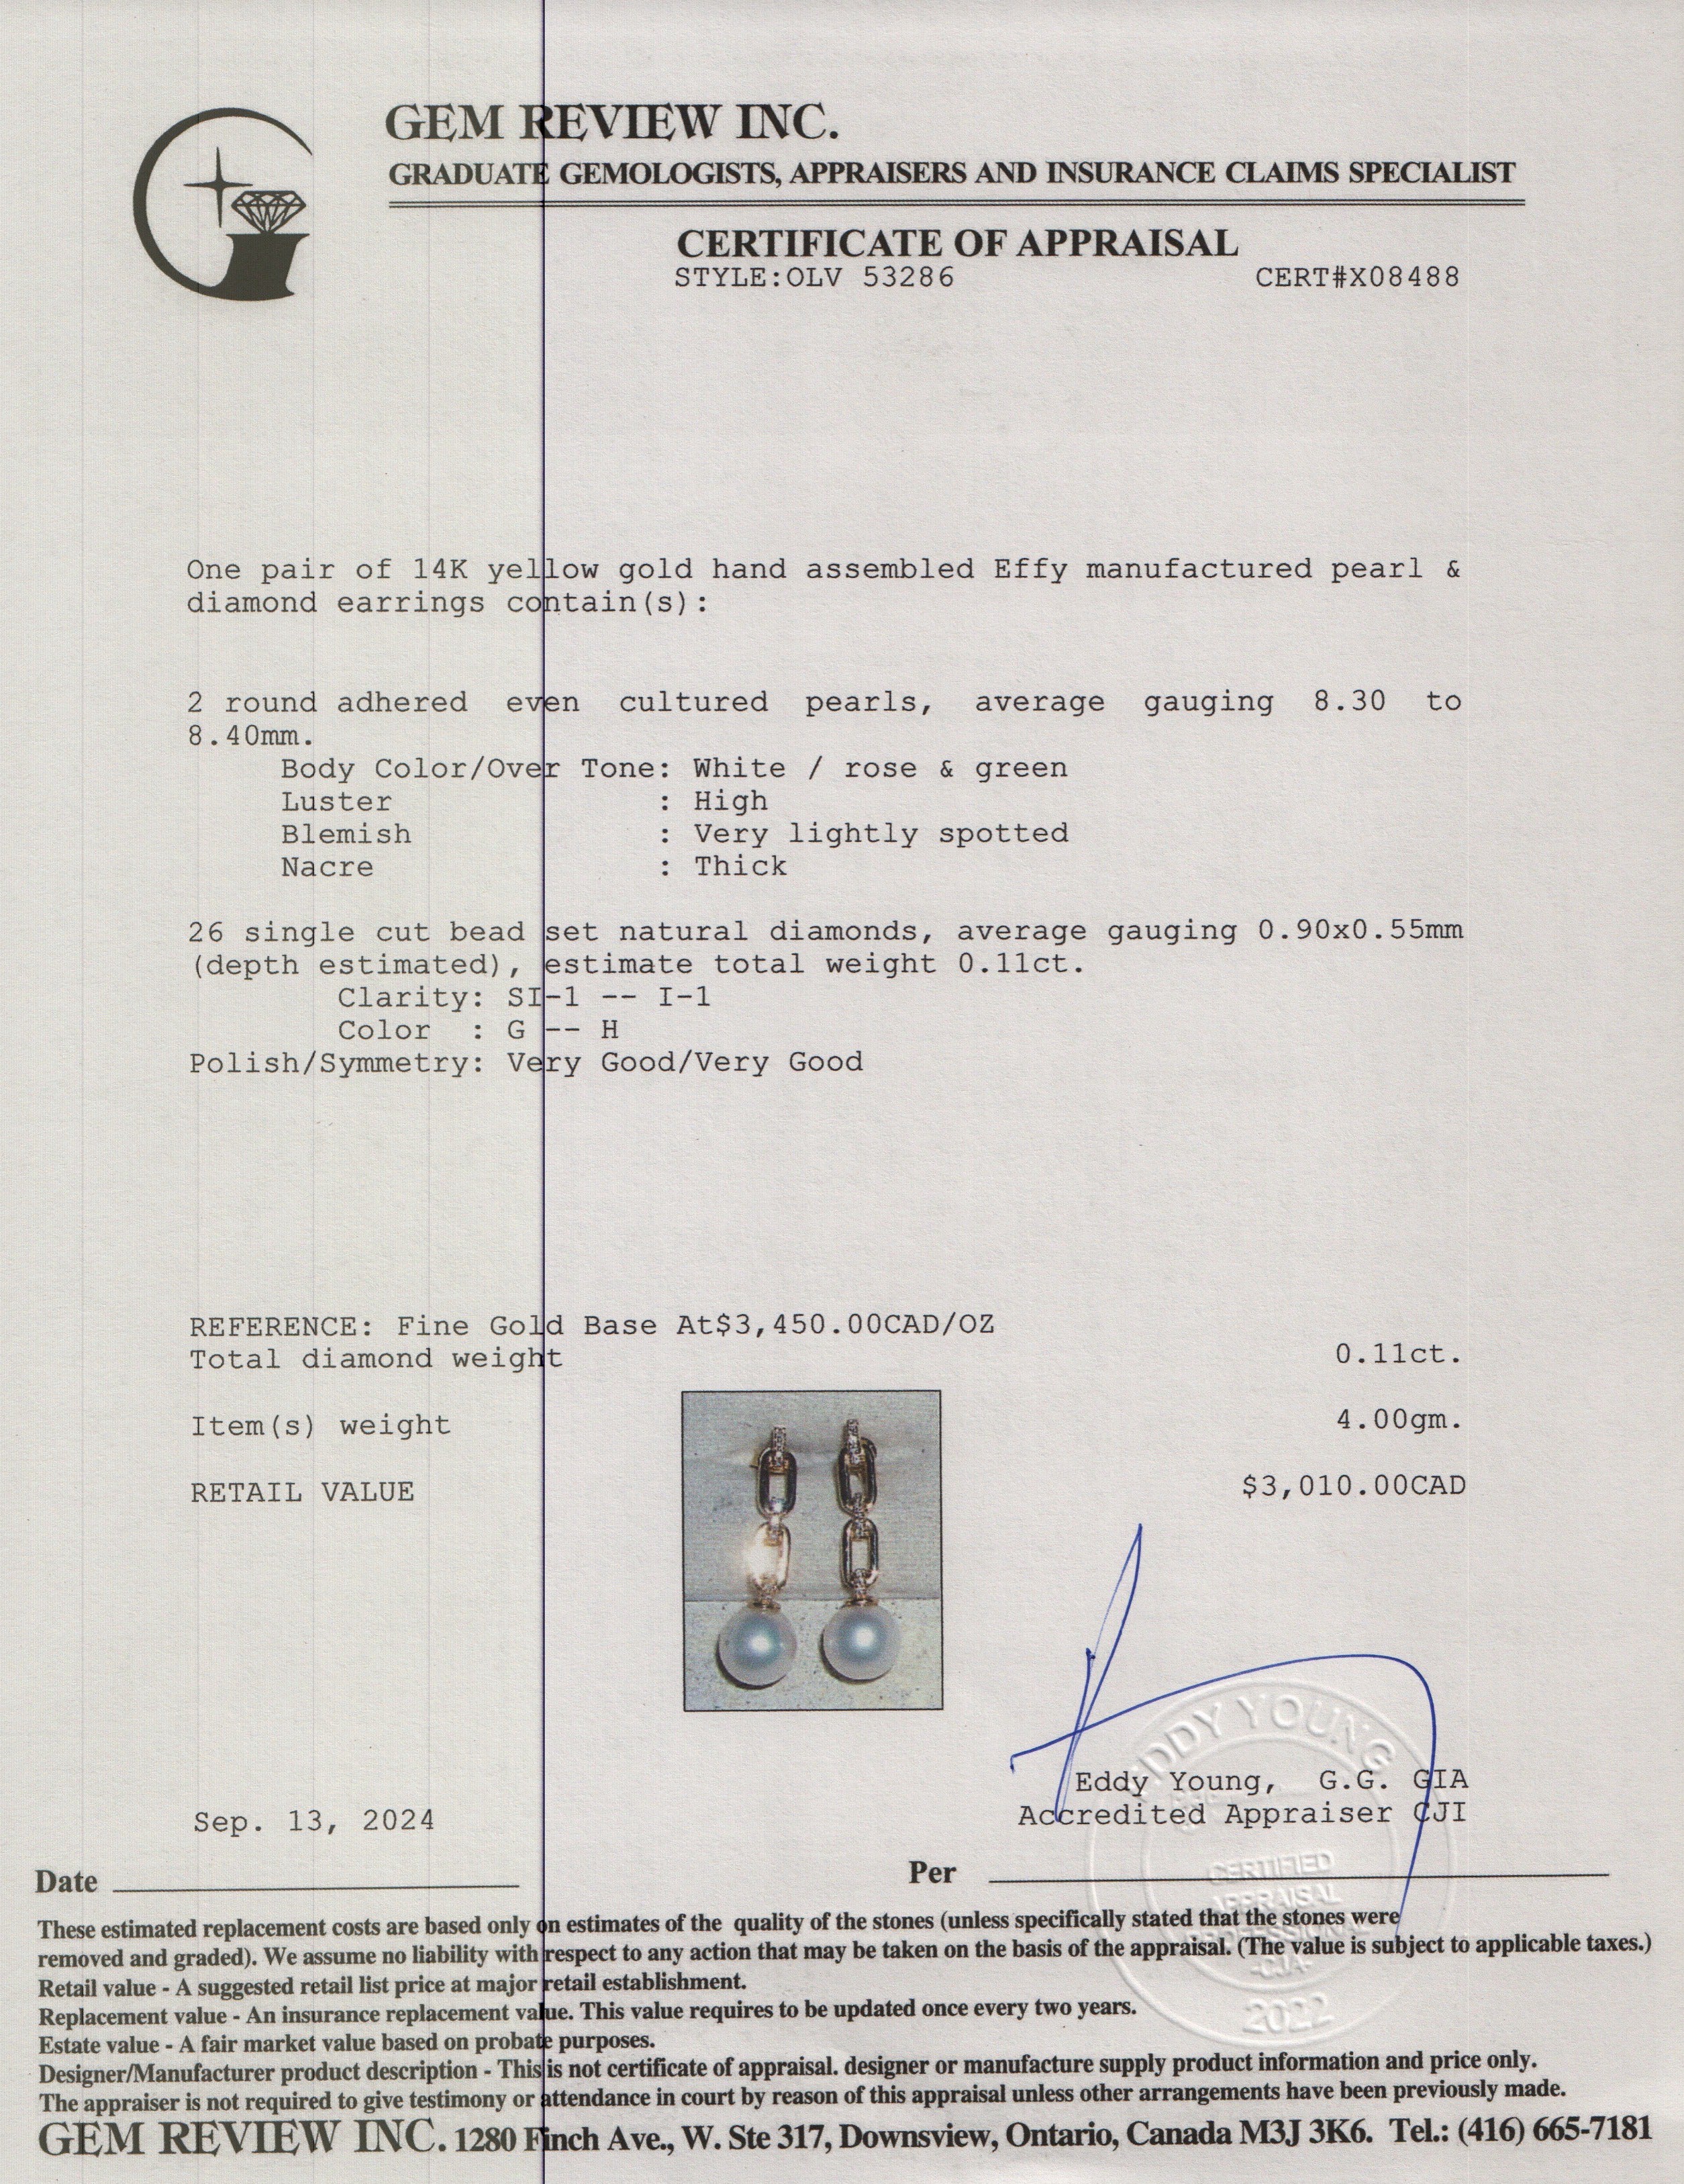 GEM REVIEW INC.
GRADUATE GEMOLOGISTS, APPRAISERS AND INSURANCE CLAIMS SPECIALIST
CERTIFICATE OF APPRAISAL
STYLE:OLV 53286 CERT#X08488
One pair of 14K yellow gold hand assembled Effy manufactured pearl &
diamond earrings contain(s):
2 round adhered even cultured pearls, average gauging 8.30 to
8.40mm.
Body Color/Over Tone: White / rose & green
Luster : High
Blemish : Very lightly spotted
Nacre : Thick
26 single cut bead set natural diamonds, average gauging 0.90x0.55mm
(depth estimated), estimate total weight 0.11ct.
Clarity: SI-1 -- I-1
Color : G -- H
Polish/Symmetry: Very Good/Very Good
REFERENCE: Fine Gold Base At$3,450.00CAD/OZ
Total diamond weight 0.11ct.
Item(s) weight 4.00gm.
RETAIL VALUE $3,010.00CAD
EDDY YOUNG
Eddy Young, G.G. GIA
Accredited Appraiser CJI
Sep. 13, 2024
CERTIFIED
APPRAISAL
PROFESSIONAL
-CJA-
2022
Date
Per
These estimated replacement costs are based only on estimates of the quality of the stones (unless specifically stated that the stones were
removed and graded). We assume no liability with respect to any action that may be taken on the basis of the appraisal. (The value is subject to applicable taxes.)
Retail value - A suggested retail list price at major retail establishment.
Replacement value - An insurance replacement value. This value requires to be updated once every two years.
Estate value - A fair market value based on probate purposes.
Designer/Manufacturer product description - This is not certificate of appraisal. designer or manufacture supply product information and price only.
The appraiser is not required to give testimony or attendance in court by reason of this appraisal unless other arrangements have been previously made.
GEM REVIEW INC. 1280 Finch Ave., W. Ste 317, Downsview, Ontario, Canada M3J 3K6. Tel.: (416) 665-7181